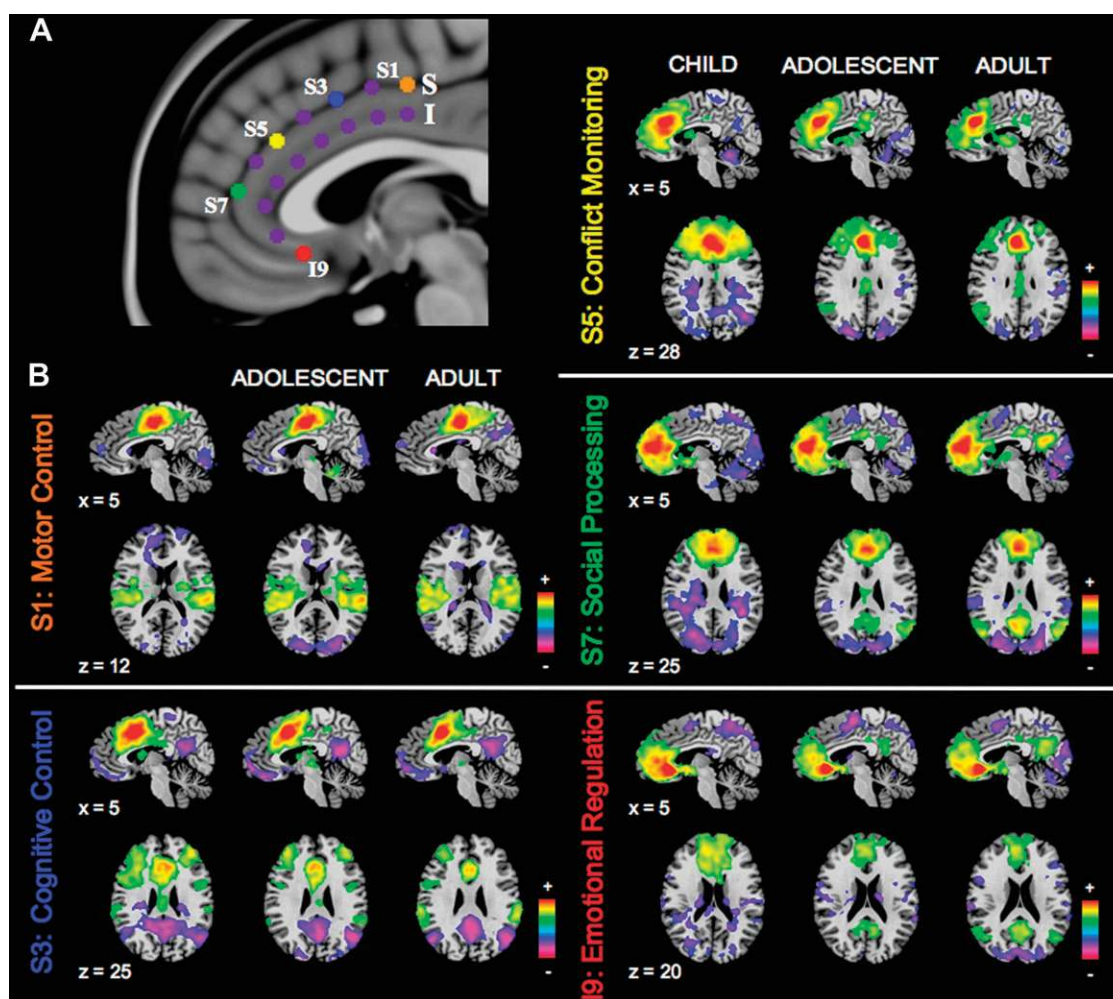 A
S3
S1
S
I
S5
S7
I9
CHILD
ADOLESCENT
ADULT
S5: Conflict Monitoring
x = 5
+
-
z = 28
B
ADOLESCENT
ADULT
S1: Motor Control
x = 5
+
-
z = 12
S7: Social Processing
x = 5
+
-
z = 25
S3: Cognitive Control
x = 5
+
-
z = 25
I9: Emotional Regulation
x = 5
+
-
z = 20